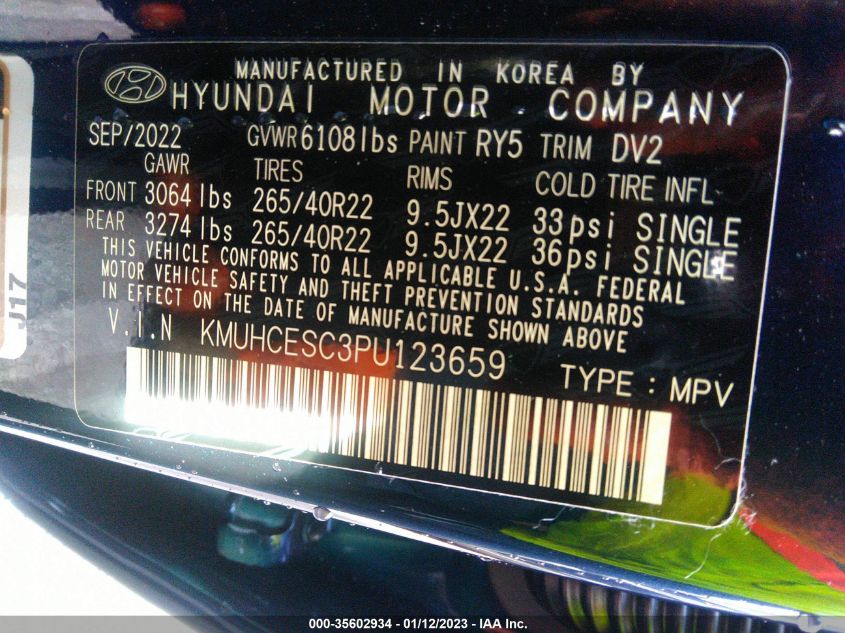 MANUFACTURED IN KOREA BY
HYUNDAI MOTOR COMPANY
SEP/2022 GVWR 6108lbs PAINT RY5 TRIM DV2
GAWR TIRES RIMS COLD TIRE INFL
FRONT 3064lbs 265/40R22 9.5JX22 33psi SINGLE
REAR 3274lbs 265/40R22 9.5JX22 36psi SINGLE
THIS VEHICLE CONFORMS TO ALL APPLICABLE U.S.A. FEDERAL
MOTOR VEHICLE SAFETY AND THEFT PREVENTION STANDARDS
IN EFFECT ON THE DATE OF MANUFACTURE SHOWN ABOVE
V.I.N KMUHCESC3PU123659
TYPE : MPV
J17
000-35602934 - 01/12/2023 - IAA Inc.